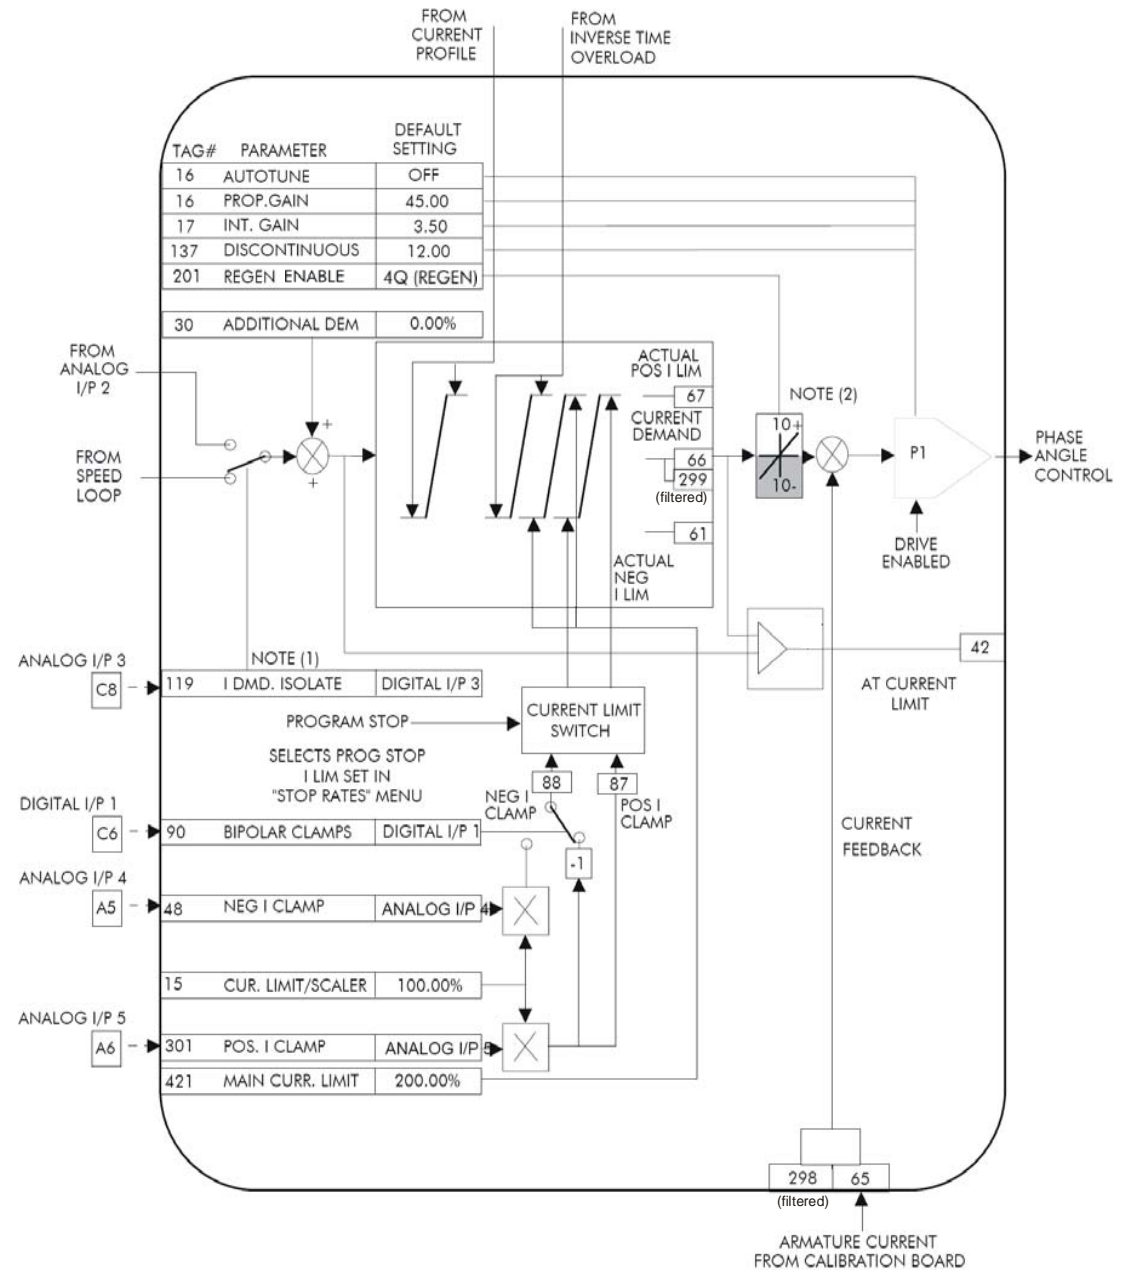 FROM
CURRENT
PROFILE
FROM
INVERSE TIME
OVERLOAD
TAG# PARAMETER DEFAULT
SETTING
16 AUTOTUNE OFF
16 PROP.GAIN 45.00
17 INT. GAIN 3.50
137 DISCONTINUOUS 12.00
201 REGEN ENABLE 4Q (REGEN)
30 ADDITIONAL DEM 0.00%
FROM
ANALOG
I/P 2
FROM
SPEED
LOOP
+
+
ACTUAL
POS I LIM
67
CURRENT
DEMAND
66
299
(filtered)
61
ACTUAL
NEG
I LIM
NOTE (2)
10+
10-
P1
PHASE
ANGLE
CONTROL
DRIVE
ENABLED
42
AT CURRENT
LIMIT
ANALOG I/P 3
C8
NOTE (1)
119 I DMD. ISOLATE DIGITAL I/P 3
PROGRAM STOP
CURRENT LIMIT
SWITCH
SELECTS PROG STOP
I LIM SET IN
"STOP RATES" MENU
88
87
NEG I
CLAMP
POS I
CLAMP
DIGITAL I/P 1
C6
90 BIPOLAR CLAMPS DIGITAL I/P 1
-1
CURRENT
FEEDBACK
ANALOG I/P 4
A5
48 NEG I CLAMP ANALOG I/P 4
15 CUR. LIMIT/SCALER 100.00%
ANALOG I/P 5
A6
301 POS. I CLAMP ANALOG I/P 5
421 MAIN CURR. LIMIT 200.00%
298 65
(filtered)
ARMATURE CURRENT
FROM CALIBRATION BOARD